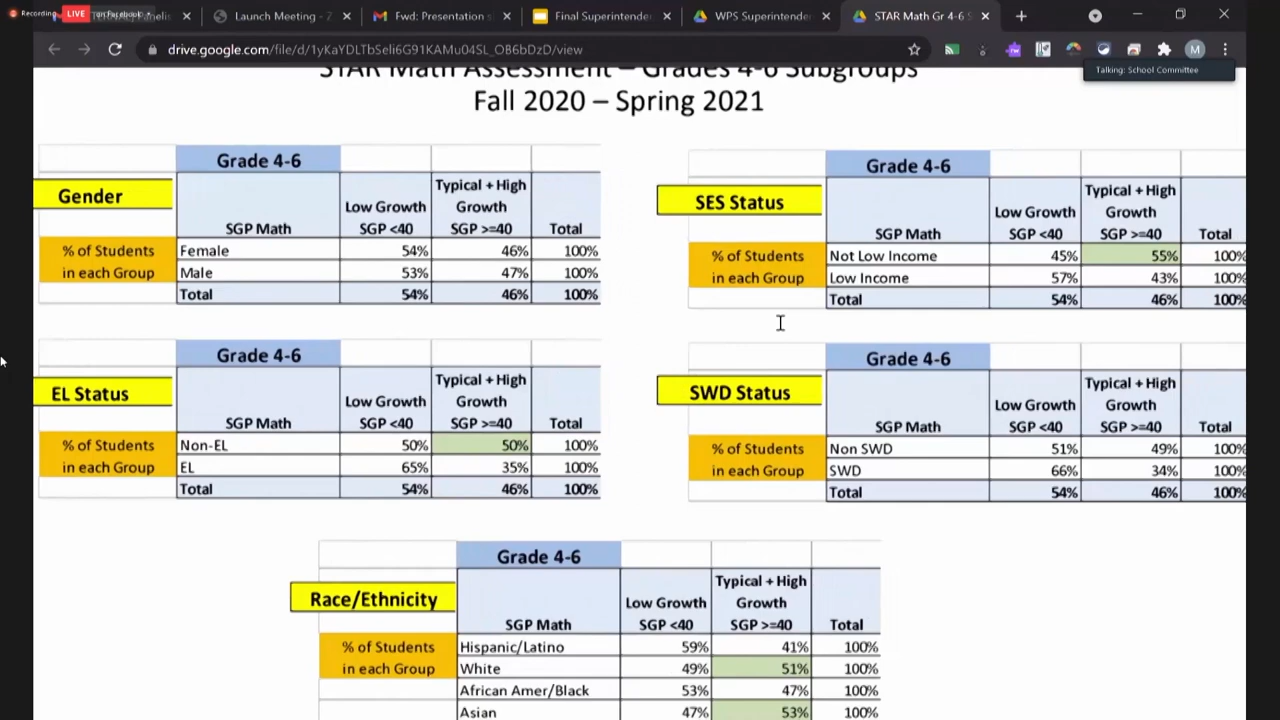 Recording LIVE on Facebook
Launch Meeting - Z
Fwd: Presentation s
Final Superintender
WPS Superintender
STAR Math Gr 4-6 S
drive.google.com/file/d/1yKaYDLTbSeli6G91KAMu04SL_OB6bDzD/view
M
Talking: School Committee
STAR Math Assessment – Grades 4-6 Subgroups
Fall 2020 – Spring 2021
Gender
Grade 4-6
SGP Math Low Growth SGP <40 Typical + High Growth SGP >=40 Total
% of Students in each Group
Female 54% 46% 100%
Male 53% 47% 100%
Total 54% 46% 100%
SES Status
Grade 4-6
SGP Math Low Growth SGP <40 Typical + High Growth SGP >=40 Total
% of Students in each Group
Not Low Income 45% 55% 100%
Low Income 57% 43% 100%
Total 54% 46% 100%
EL Status
Grade 4-6
SGP Math Low Growth SGP <40 Typical + High Growth SGP >=40 Total
% of Students in each Group
Non-EL 50% 50% 100%
EL 65% 35% 100%
Total 54% 46% 100%
SWD Status
Grade 4-6
SGP Math Low Growth SGP <40 Typical + High Growth SGP >=40 Total
% of Students in each Group
Non SWD 51% 49% 100%
SWD 66% 34% 100%
Total 54% 46% 100%
Race/Ethnicity
Grade 4-6
SGP Math Low Growth SGP <40 Typical + High Growth SGP >=40 Total
% of Students in each Group
Hispanic/Latino 59% 41% 100%
White 49% 51% 100%
African Amer/Black 53% 47% 100%
Asian 47% 53% 100%